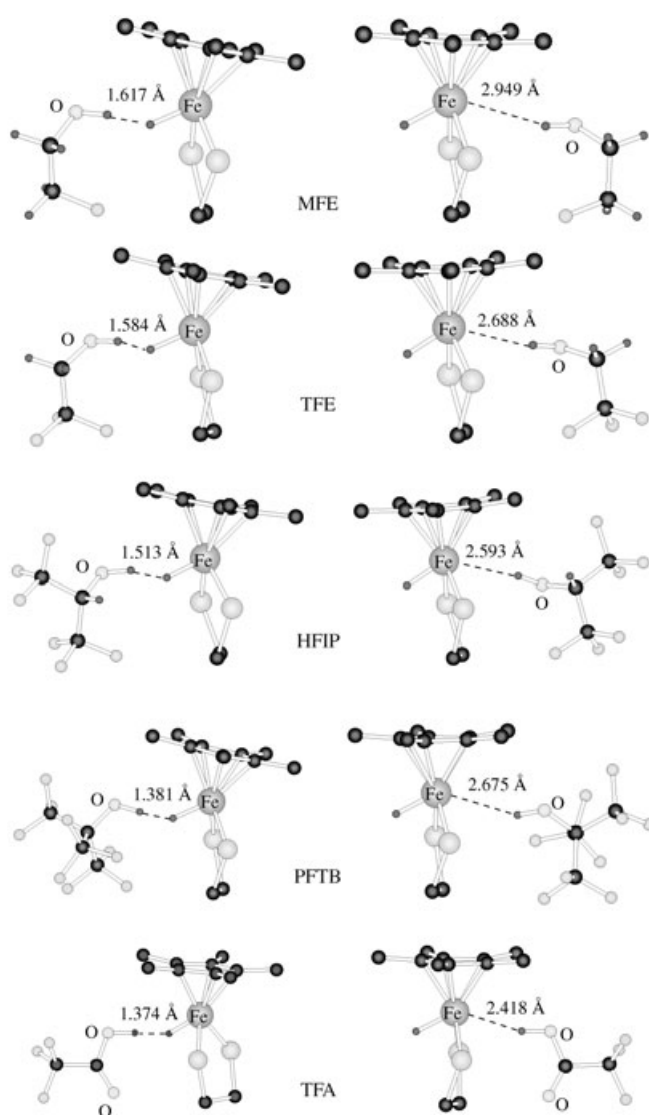 O 1.617 Å Fe
Fe 2.949 Å O
MFE
O 1.584 Å Fe
Fe 2.688 Å O
TFE
O 1.513 Å Fe
Fe 2.593 Å O
HFIP
O 1.381 Å Fe
Fe 2.675 Å O
PFTB
O 1.374 Å Fe
O
Fe 2.418 Å O
O
TFA